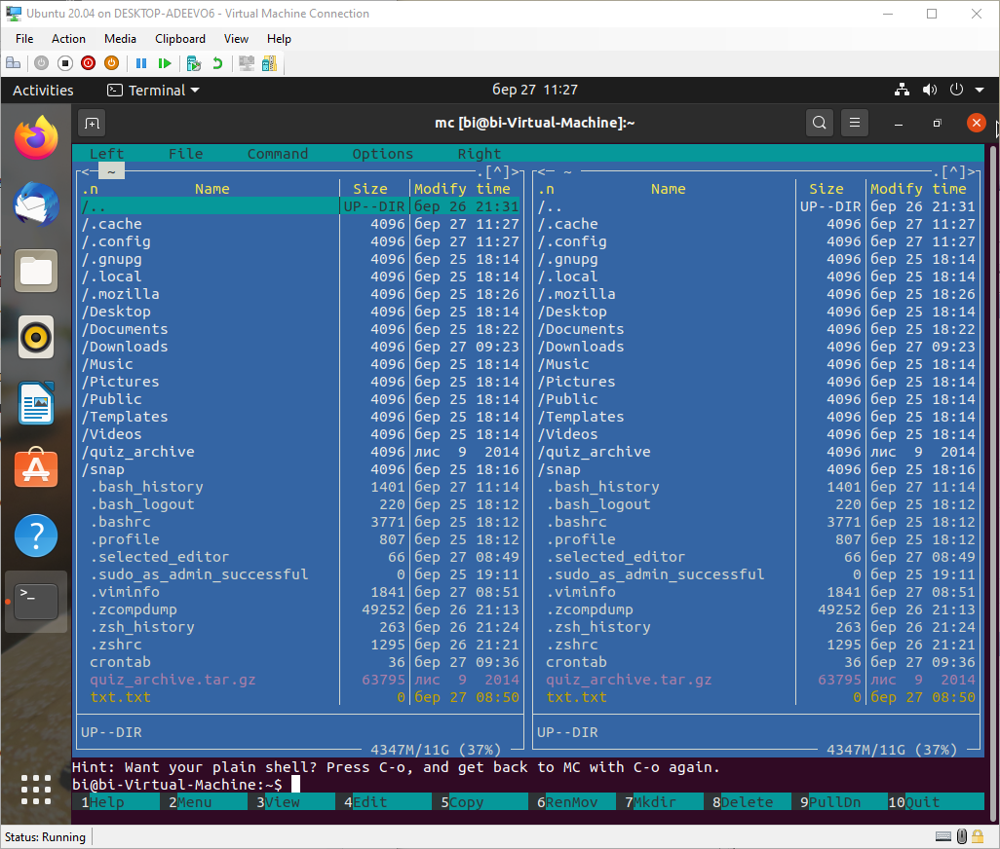 Ubuntu 20.04 on DESKTOP-ADEEVO6 - Virtual Machine Connection
File Action Media Clipboard View Help
Activities Terminal бер 27 11:27
mc [bi@bi-Virtual-Machine]:~
Left File Command Options Right
<- ~ .[^]> <- ~ .[^]>
.n Name Size Modify time .n Name Size Modify time
/.. UP--DIR бер 26 21:31 /.. UP--DIR бер 26 21:31
/.cache 4096 бер 27 11:27 /.cache 4096 бер 27 11:27
/.config 4096 бер 27 11:27 /.config 4096 бер 27 11:27
/.gnupg 4096 бер 25 18:14 /.gnupg 4096 бер 25 18:14
/.local 4096 бер 25 18:14 /.local 4096 бер 25 18:14
/.mozilla 4096 бер 25 18:26 /.mozilla 4096 бер 25 18:26
/Desktop 4096 бер 25 18:14 /Desktop 4096 бер 25 18:14
/Documents 4096 бер 25 18:22 /Documents 4096 бер 25 18:22
/Downloads 4096 бер 27 09:23 /Downloads 4096 бер 27 09:23
/Music 4096 бер 25 18:14 /Music 4096 бер 25 18:14
/Pictures 4096 бер 25 18:14 /Pictures 4096 бер 25 18:14
/Public 4096 бер 25 18:14 /Public 4096 бер 25 18:14
/Templates 4096 бер 25 18:14 /Templates 4096 бер 25 18:14
/Videos 4096 бер 25 18:14 /Videos 4096 бер 25 18:14
/quiz_archive 4096 лис 9 2014 /quiz_archive 4096 лис 9 2014
/snap 4096 бер 25 18:16 /snap 4096 бер 25 18:16
.bash_history 1401 бер 27 11:14 .bash_history 1401 бер 27 11:14
.bash_logout 220 бер 25 18:12 .bash_logout 220 бер 25 18:12
.bashrc 3771 бер 25 18:12 .bashrc 3771 бер 25 18:12
.profile 807 бер 25 18:12 .profile 807 бер 25 18:12
.selected_editor 66 бер 27 08:49 .selected_editor 66 бер 27 08:49
.sudo_as_admin_successful 0 бер 25 19:11 .sudo_as_admin_successful 0 бер 25 19:11
.viminfo 1841 бер 27 08:51 .viminfo 1841 бер 27 08:51
.zcompdump 49252 бер 26 21:13 .zcompdump 49252 бер 26 21:13
.zsh_history 263 бер 26 21:24 .zsh_history 263 бер 26 21:24
.zshrc 1295 бер 26 21:21 .zshrc 1295 бер 26 21:21
crontab 36 бер 27 09:36 crontab 36 бер 27 09:36
quiz_archive.tar.gz 63795 лис 9 2014 quiz_archive.tar.gz 63795 лис 9 2014
txt.txt 0 бер 27 08:50 txt.txt 0 бер 27 08:50
UP--DIR UP--DIR
4347M/11G (37%) 4347M/11G (37%)
Hint: Want your plain shell? Press C-o, and get back to MC with C-o again.
bi@bi-Virtual-Machine:~$
1Help 2Menu 3View 4Edit 5Copy 6RenMov 7Mkdir 8Delete 9PullDn 10Quit
Status: Running